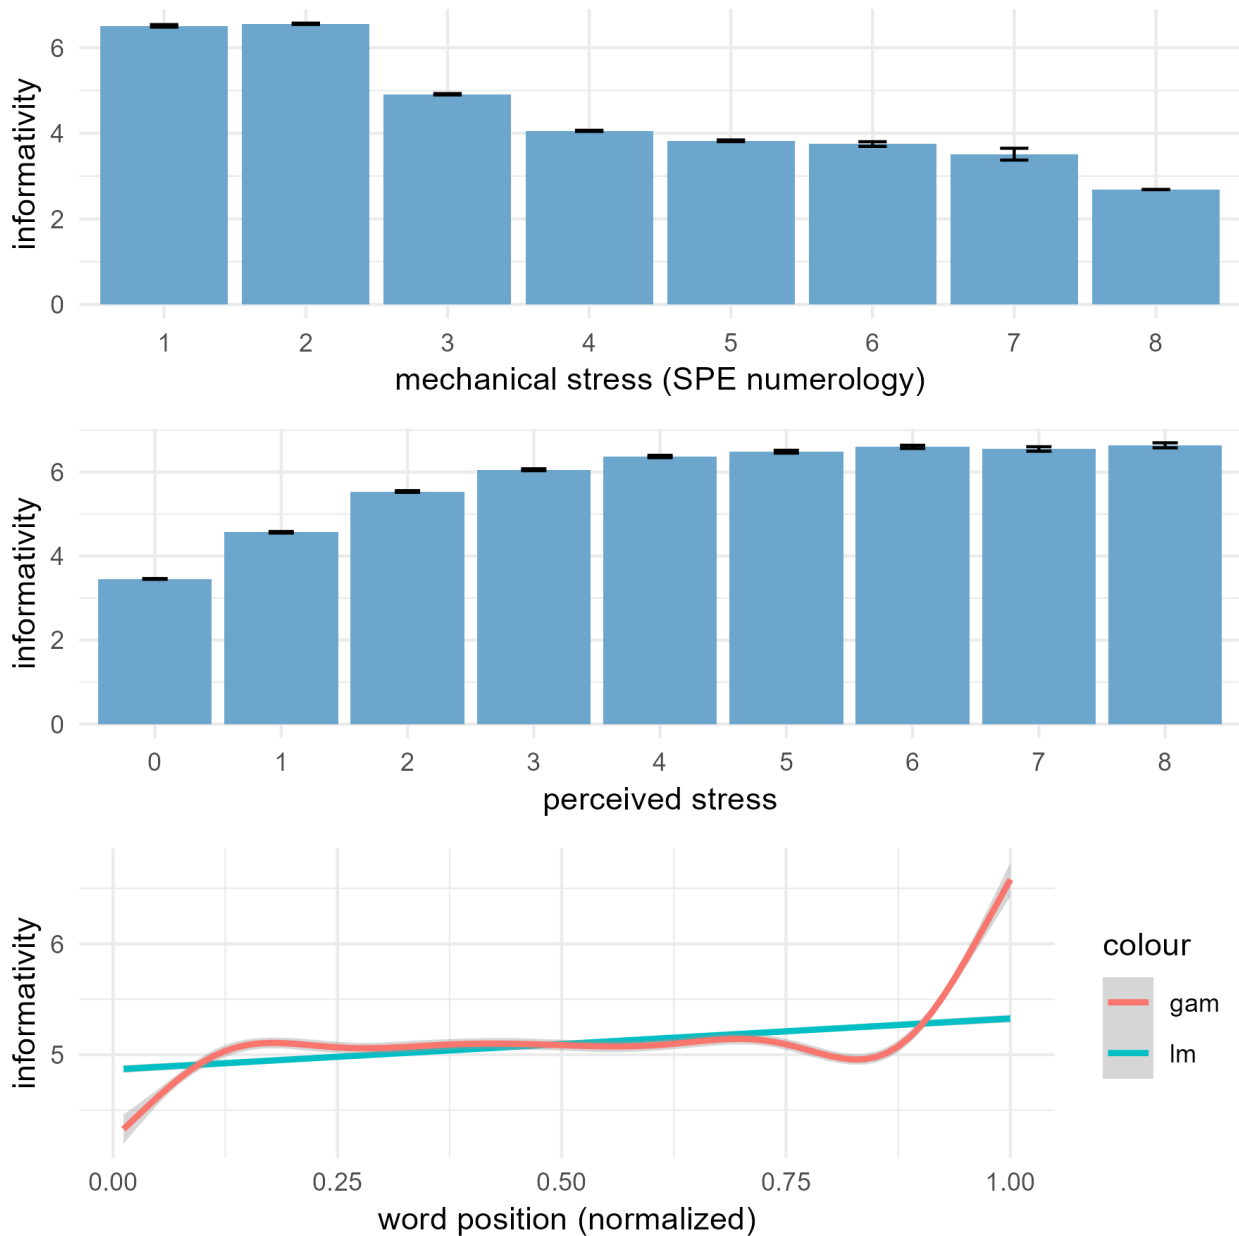 informativity
6
4
2
0
1 2 3 4 5 6 7 8
mechanical stress (SPE numerology)
informativity
6
4
2
0
0 1 2 3 4 5 6 7 8
perceived stress
informativity
6
5
0.00 0.25 0.50 0.75 1.00
word position (normalized)
colour
gam
lm